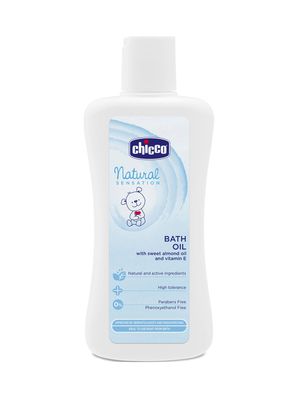 chicco
Natural
SENSATION
BATH
OIL
with sweet almond oil
and vitamin E
Natural and active ingredients
High tolerance
0%
Parabens Free
Phenoxyethanol Free